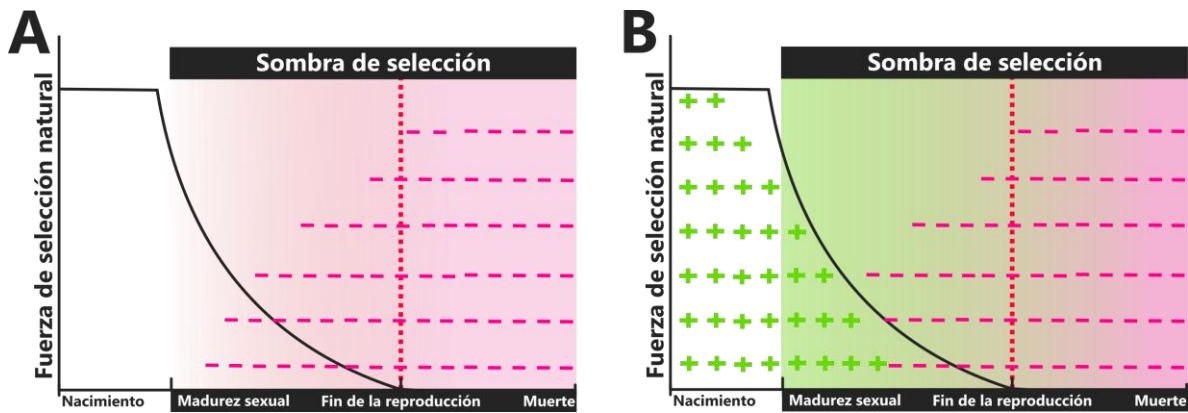 A
Sombra de selección
Fuerza de selección natural
Nacimiento
Madurez sexual
Fin de la reproducción
Muerte
B
Sombra de selección
Fuerza de selección natural
Nacimiento
Madurez sexual
Fin de la reproducción
Muerte